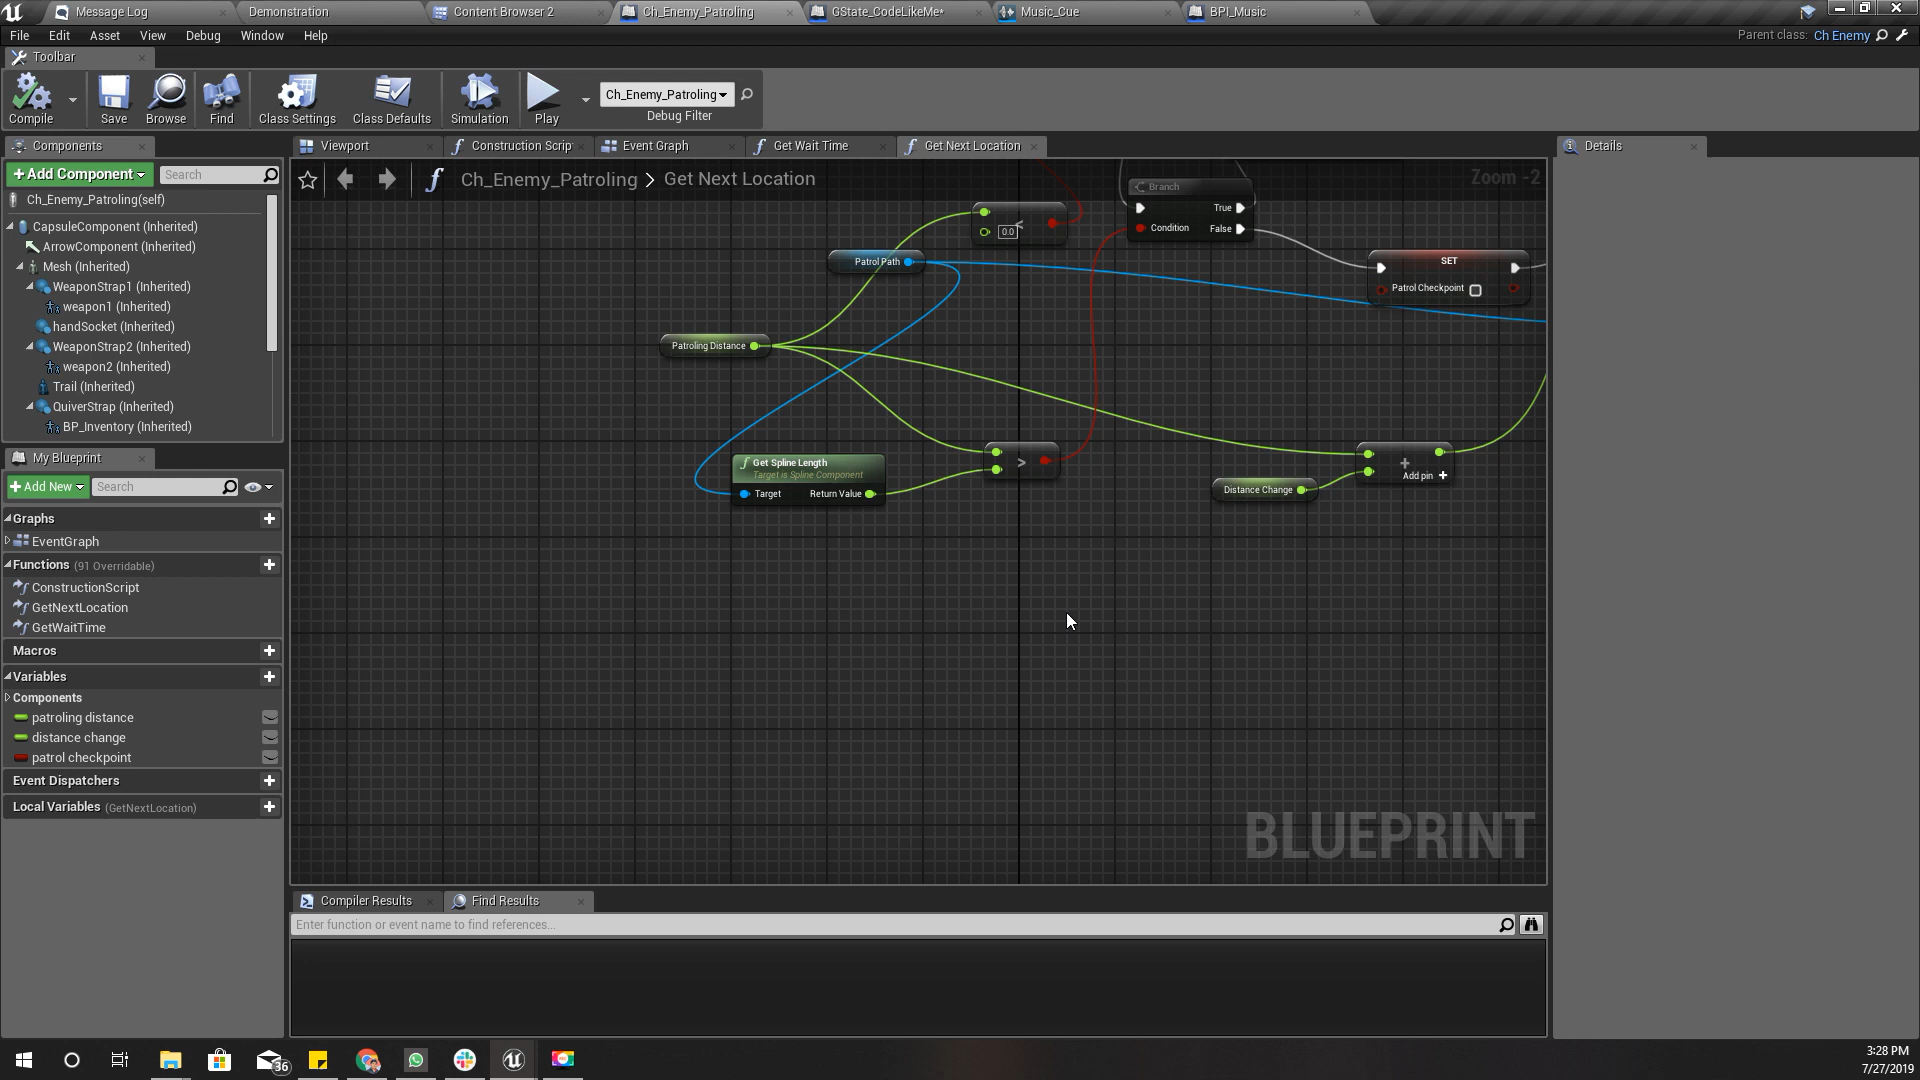 Message Log
Demonstration
Content Browser 2
Ch_Enemy_Patroling
GState_CodeLikeMe*
Music_Cue
BPI_Music
File Edit Asset View Debug Window Help
Parent class: Ch Enemy
Toolbar
Compile
Save
Browse
Find
Class Settings
Class Defaults
Simulation
Play
Ch_Enemy_Patroling
Debug Filter
Components
+Add Component
Search
Ch_Enemy_Patroling(self)
CapsuleComponent (Inherited)
ArrowComponent (Inherited)
Mesh (Inherited)
WeaponStrap1 (Inherited)
weapon1 (Inherited)
handSocket (Inherited)
WeaponStrap2 (Inherited)
weapon2 (Inherited)
Trail (Inherited)
QuiverStrap (Inherited)
BP_Inventory (Inherited)
My Blueprint
+Add New
Search
Graphs
EventGraph
Functions (91 Overridable)
ConstructionScript
GetNextLocation
GetWaitTime
Macros
Variables
Components
patroling distance
distance change
patrol checkpoint
Event Dispatchers
Local Variables (GetNextLocation)
Viewport
Construction Scrip
Event Graph
Get Wait Time
Get Next Location
Ch_Enemy_Patroling > Get Next Location
Zoom -2
Branch
True
Condition False
0.0
<
Patrol Path
SET
Patrol Checkpoint
Patroling Distance
Get Spline Length
Target is Spline Component
Target Return Value
>
+
Add pin +
Distance Change
BLUEPRINT
Compiler Results
Find Results
Enter function or event name to find references...
Details
36
3:28 PM
7/27/2019